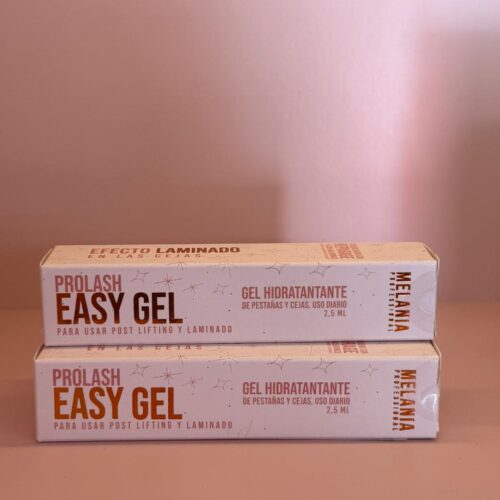 EFECTO LAMINADO
EN LAS CEJAS
PROLASH
EASY GEL
PARA USAR POST LIFTING Y LAMINADO
GEL HIDRATANTANTE
DE PESTAÑAS Y CEJAS, USO DIARIO
2,5 ML
MELANIA
PROFESSIONAL
EN LAS CEJAS
PROLASH
EASY GEL
PARA USAR POST LIFTING Y LAMINADO
GEL HIDRATANTANTE
DE PESTAÑAS Y CEJAS, USO DIARIO
2,5 ML
MELANIA
PROFESSIONAL